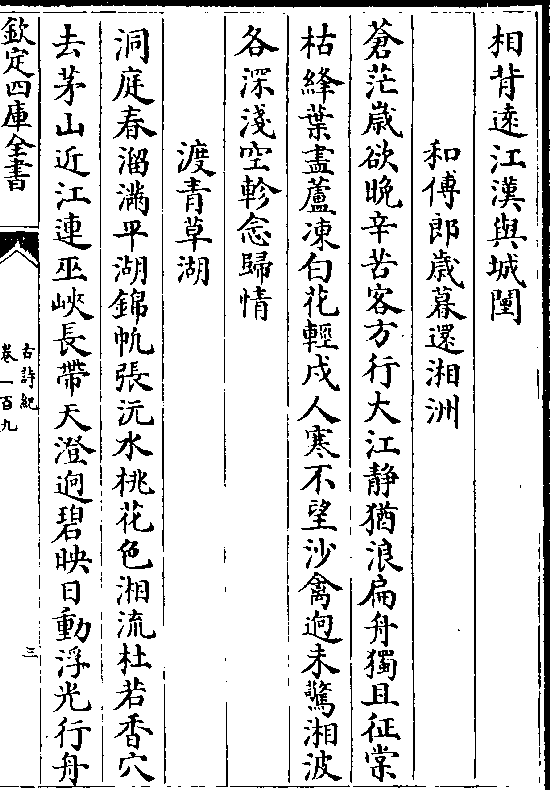 相背遠江漢與城闉
和傅郎歳暮還湘洲
蒼茫歳欲晩辛苦客方行大江静猶浪扁舟獨且征棠
枯絳葉盡蘆凍白花輕戍人寒不望沙禽逈未驚湘波
各深淺空軫念歸情
渡青草湖
洞庭春溜滿平湖錦帆張沅水桃花色湘流杜若香穴
去茅山近江連巫峽長帶天澄逈碧映日動浮光行舟
欽定四庫全書
古詩紀
卷一百九
三